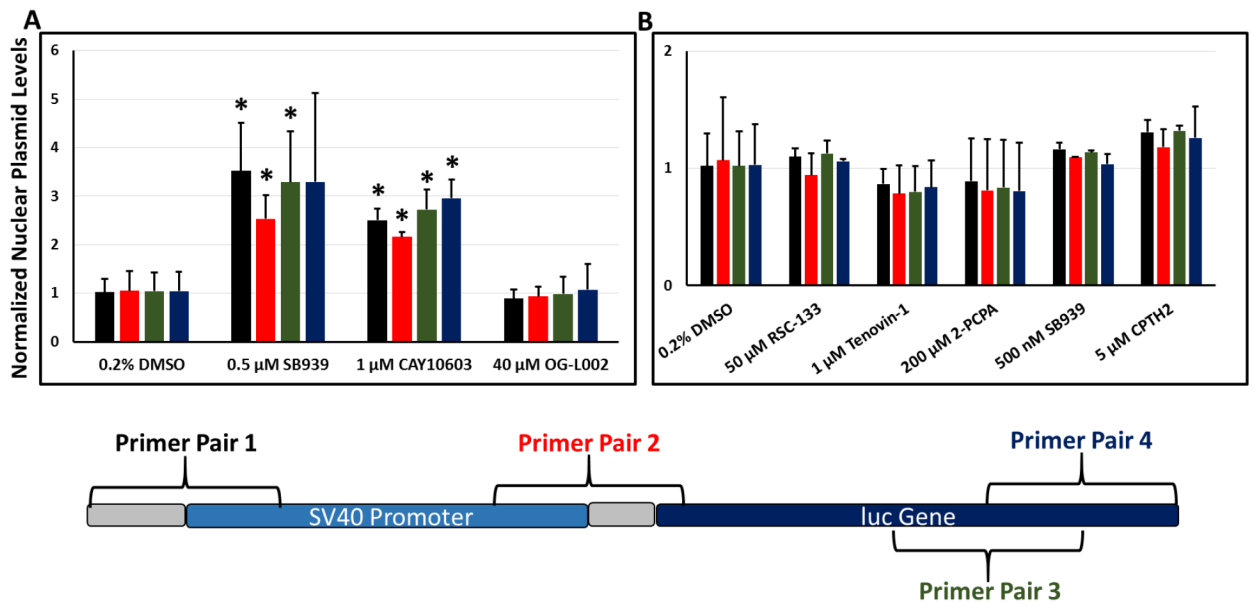 A
B
Normalized Nuclear Plasmid Levels
6
5
4
3
2
1
0
* * *
* * * *
0.2% DMSO
0.5 µM SB939
1 µM CAY10603
40 µM OG-L002
2
1
0
0.2% DMSO
50 µM RSC-133
1 µM Tenovin-1
200 µM 2-PCPA
500 nM SB939
5 µM CPTH2
Primer Pair 1
Primer Pair 2
Primer Pair 4
SV40 Promoter
luc Gene
Primer Pair 3